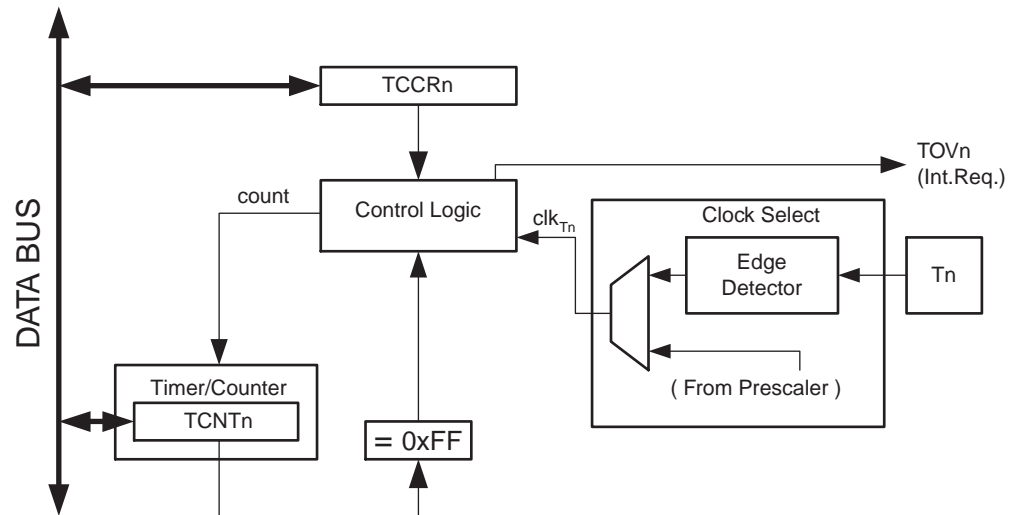 TCCRn
TOVn
(Int.Req.)
count
Control Logic
clkTn
Clock Select
Edge
Detector
Tn
DATA BUS
Timer/Counter
TCNTn
= 0xFF
( From Prescaler )